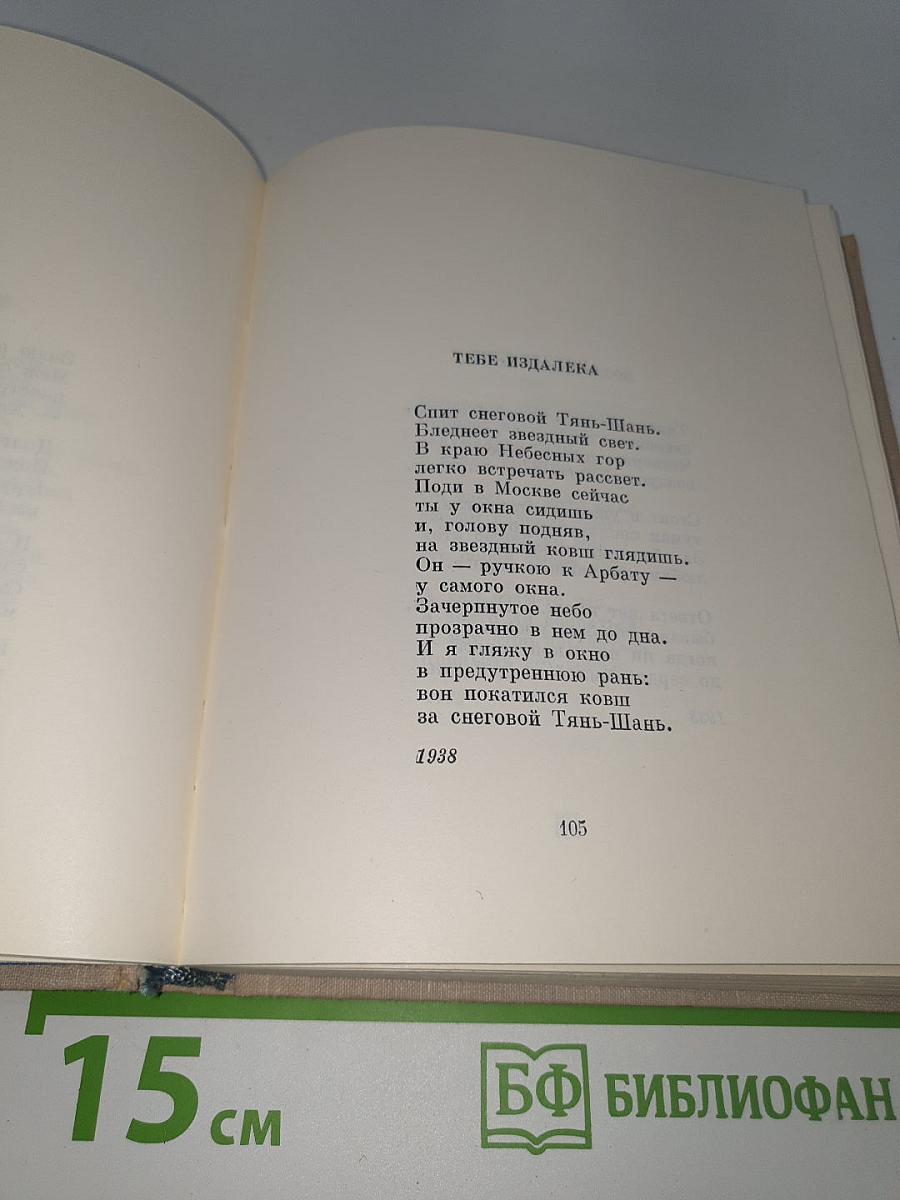 ТЕБЕ ИЗДАЛЕКА
Спит снеговой Тянь-Шань.
Бледнеет звездный свет.
В краю Небесных гор
легко встречать рассвет.
Поди в Москве сейчас
ты у окна сидишь
и, голову подняв,
на звездный ковш глядишь.
Он — ручкою к Арбату —
у самого окна.
Зачерпнутое небо
прозрачно в нем до дна.
И я гляжу в окно
в предутреннюю рань:
вон покатился ковш
за снеговой Тянь-Шань.
1938
105
15 см
БФ БИБЛИОФАН